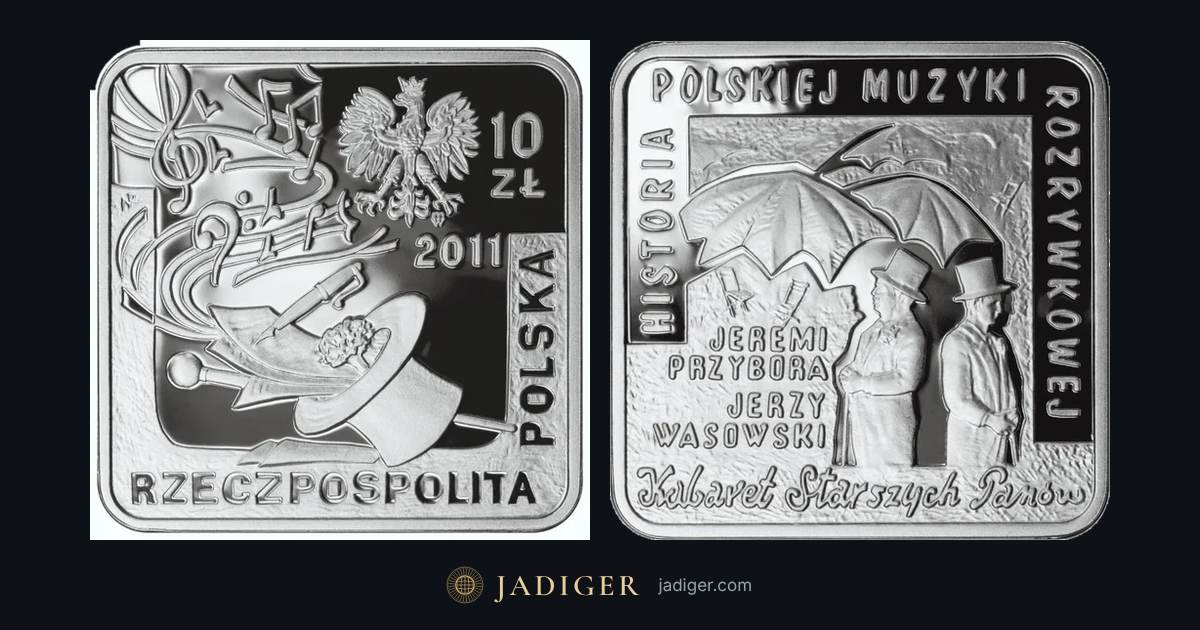 10
ZŁ
2011
POLSKA
RZECZPOSPOLITA
HISTORIA
POLSKIEJ MUZYKI
ROZRYWKOWEJ
JEREMI
PRZYBORA
JERZY
WASOWSKI
Kabaret Starszych Panów
JADIGER
jadiger.com